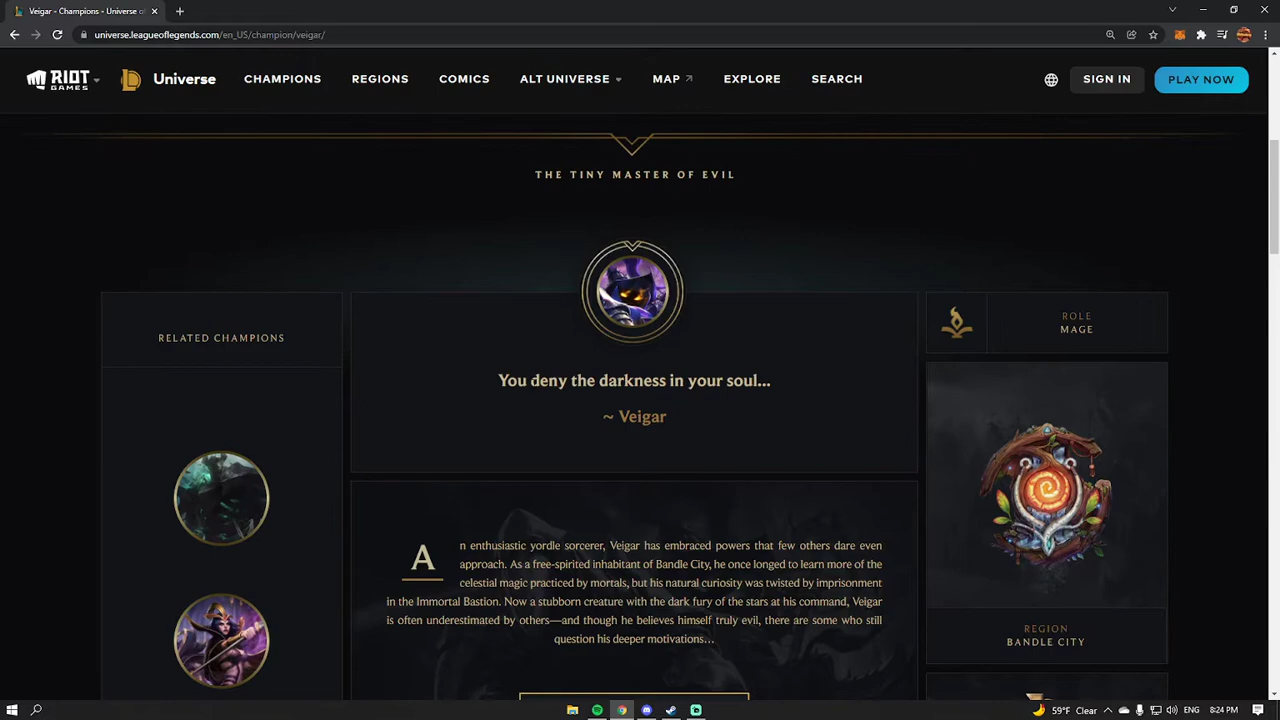 Veigar - Champions - Universe of
universe.leagueoflegends.com/en_US/champion/veigar/
RIOT GAMES
Universe
CHAMPIONS
REGIONS
COMICS
ALT UNIVERSE
MAP
EXPLORE
SEARCH
SIGN IN
PLAY NOW
THE TINY MASTER OF EVIL
RELATED CHAMPIONS
You deny the darkness in your soul...
~ Veigar
An enthusiastic yordle sorcerer, Veigar has embraced powers that few others dare even
approach. As a free-spirited inhabitant of Bandle City, he once longed to learn more of the
celestial magic practiced by mortals, but his natural curiosity was twisted by imprisonment
in the Immortal Bastion. Now a stubborn creature with the dark fury of the stars at his command, Veigar
is often underestimated by others—and though he believes himself truly evil, there are some who still
question his deeper motivations...
ROLE
MAGE
REGION
BANDLE CITY
59°F Clear
8:24 PM